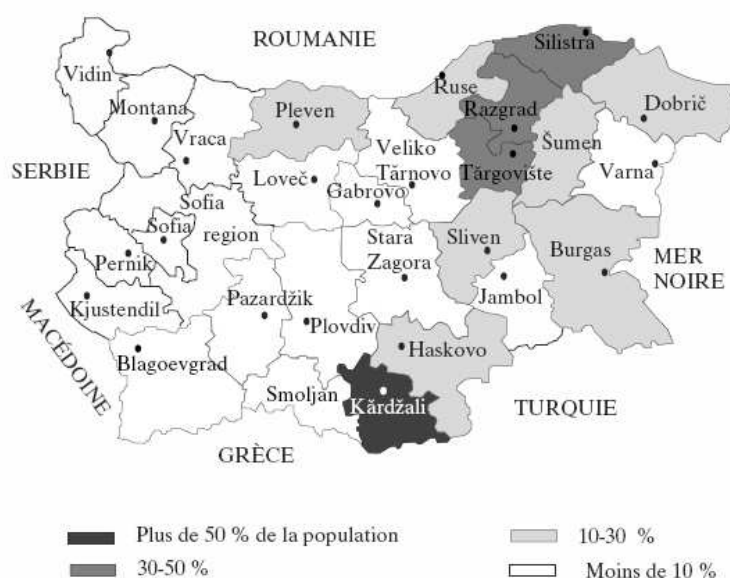 ROUMANIE
Silistra
Vidin
Ruse
Montana
Pleven
Razgrad
Dobrič
Vraca
Veliko
Tărnovo
Šumen
SERBIE
Loveč
Tărgovište
Varna
Gabrovo
Sofia
region
Sofia
Stara
Zagora
Sliven
Burgas
MER
NOIRE
Pernik
Kjustendil
Pazardžik
Jambol
Plovdiv
MACÉDOINE
Blagoevgrad
Haskovo
Smoljan
Kărdžali
TURQUIE
GRÈCE
Plus de 50 % de la population
10-30 %
30-50 %
Moins de 10 %